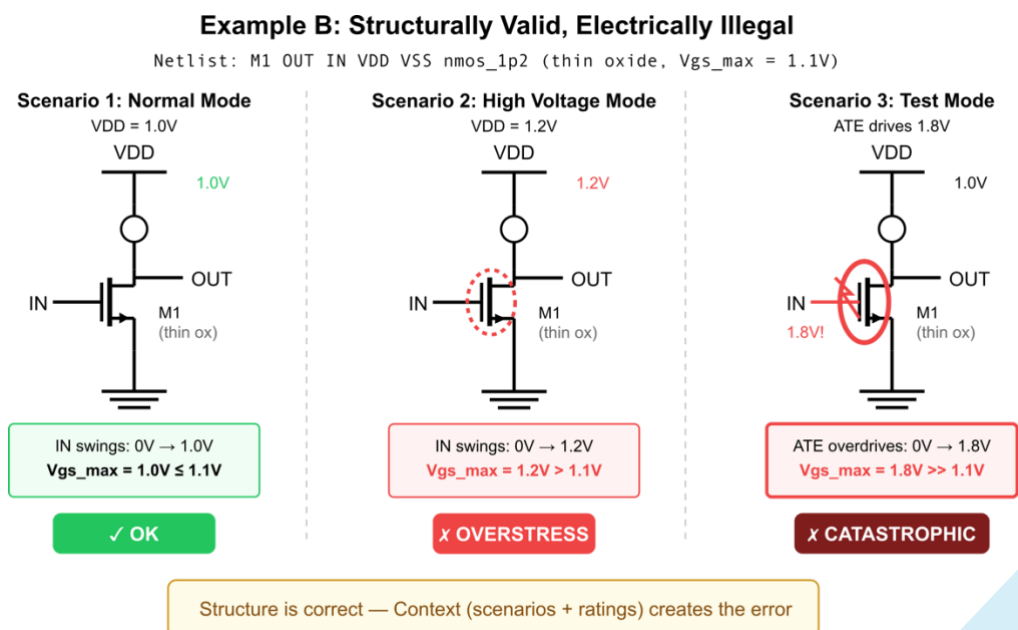 Example B: Structurally Valid, Electrically Illegal
Netlist: M1 OUT IN VDD VSS nmos_1p2 (thin oxide, Vgs_max = 1.1V)
Scenario 1: Normal Mode
VDD = 1.0V
VDD
1.0V
OUT
IN
M1
(thin ox)
IN swings: 0V → 1.0V
Vgs_max = 1.0V ≤ 1.1V
✓ OK
Scenario 2: High Voltage Mode
VDD = 1.2V
VDD
1.2V
OUT
IN
M1
(thin ox)
IN swings: 0V → 1.2V
Vgs_max = 1.2V > 1.1V
✗ OVERSTRESS
Scenario 3: Test Mode
ATE drives 1.8V
VDD
1.0V
OUT
IN
1.8V!
M1
(thin ox)
ATE overdrives: 0V → 1.8V
Vgs_max = 1.8V >> 1.1V
✗ CATASTROPHIC
Structure is correct — Context (scenarios + ratings) creates the error